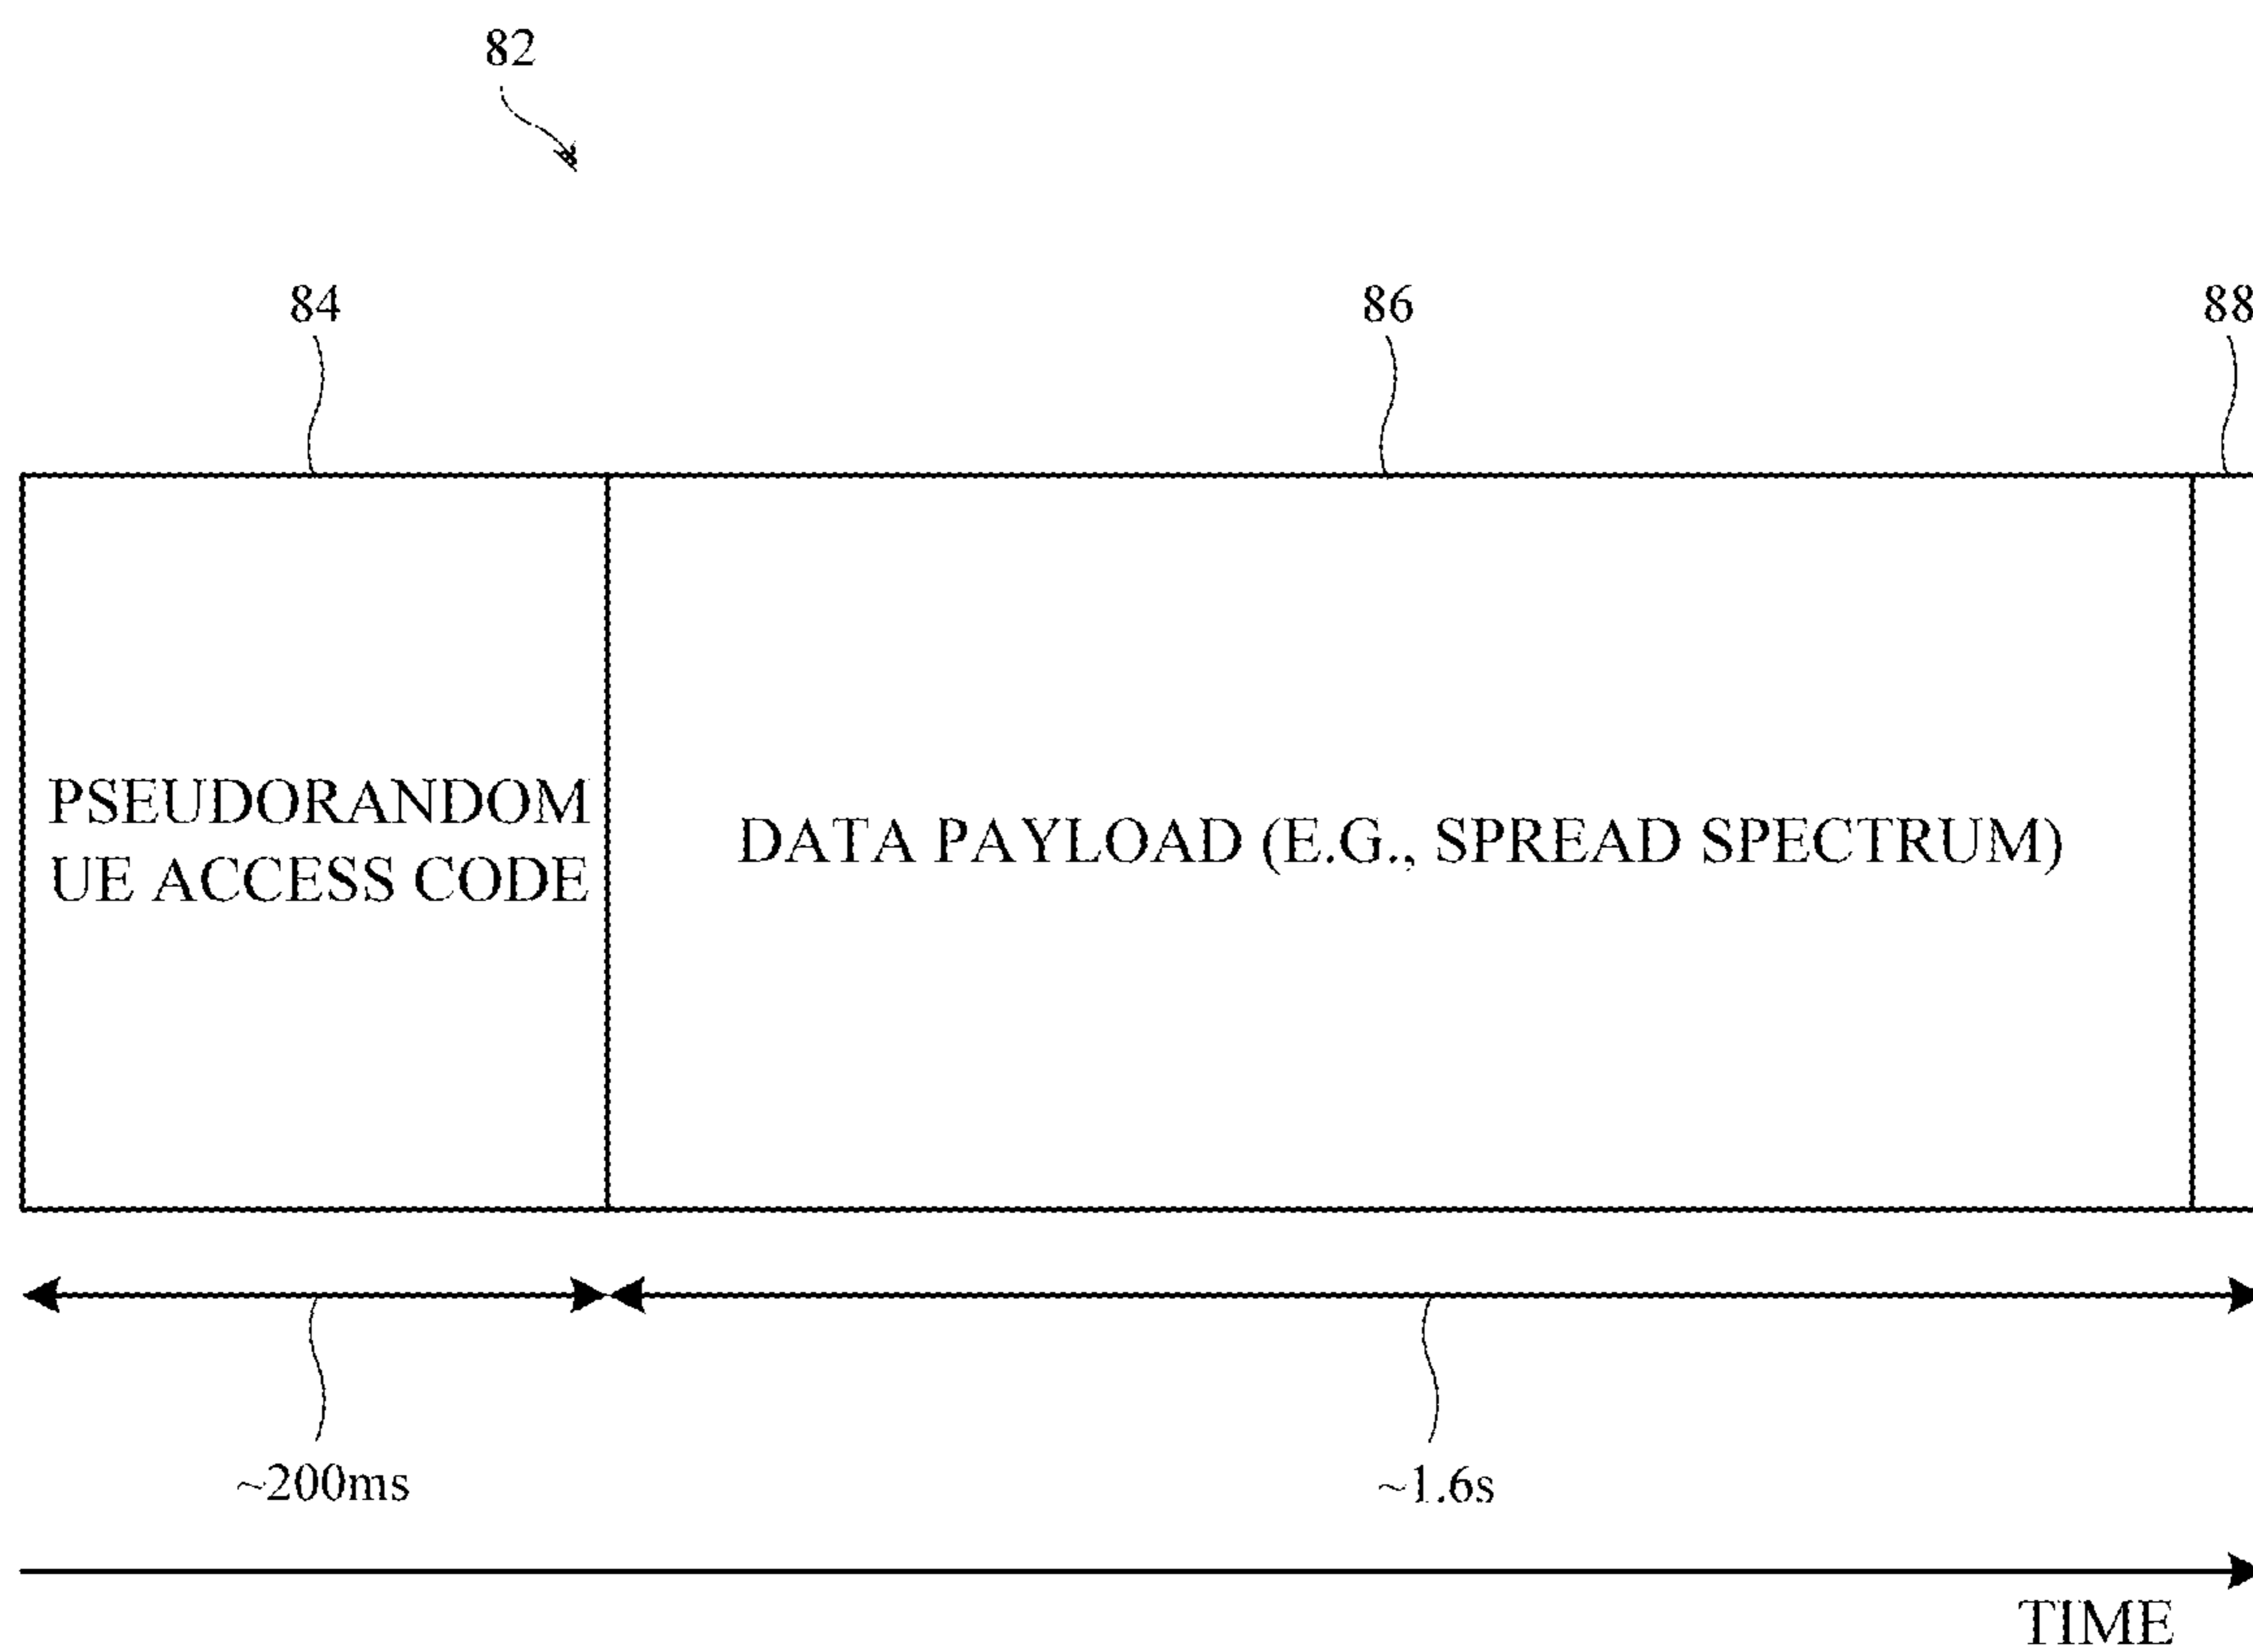 82
84
86
88
PSEUDORANDOM
UE ACCESS CODE
DATA PAYLOAD (E.G., SPREAD SPECTRUM)
~200ms
~1.6s
TIME